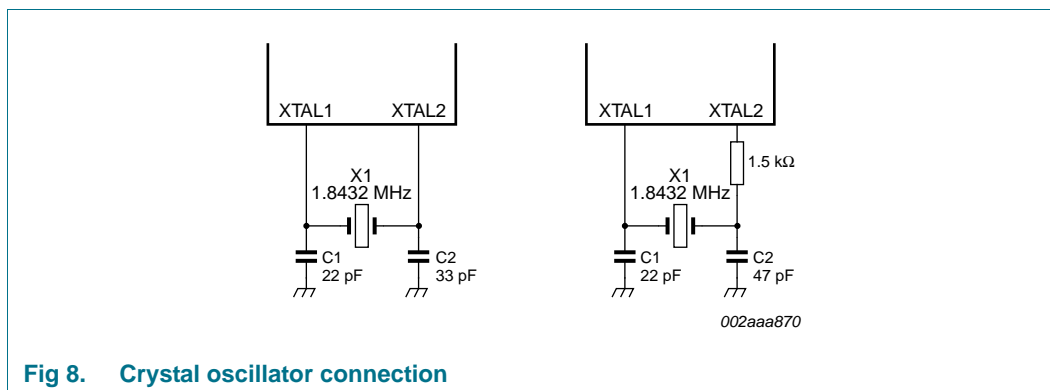 XTAL1 XTAL2
X1
1.8432 MHz
C1
22 pF
C2
33 pF
XTAL1 XTAL2
1.5 kΩ
X1
1.8432 MHz
C1
22 pF
C2
47 pF
002aaa870
Fig 8. Crystal oscillator connection